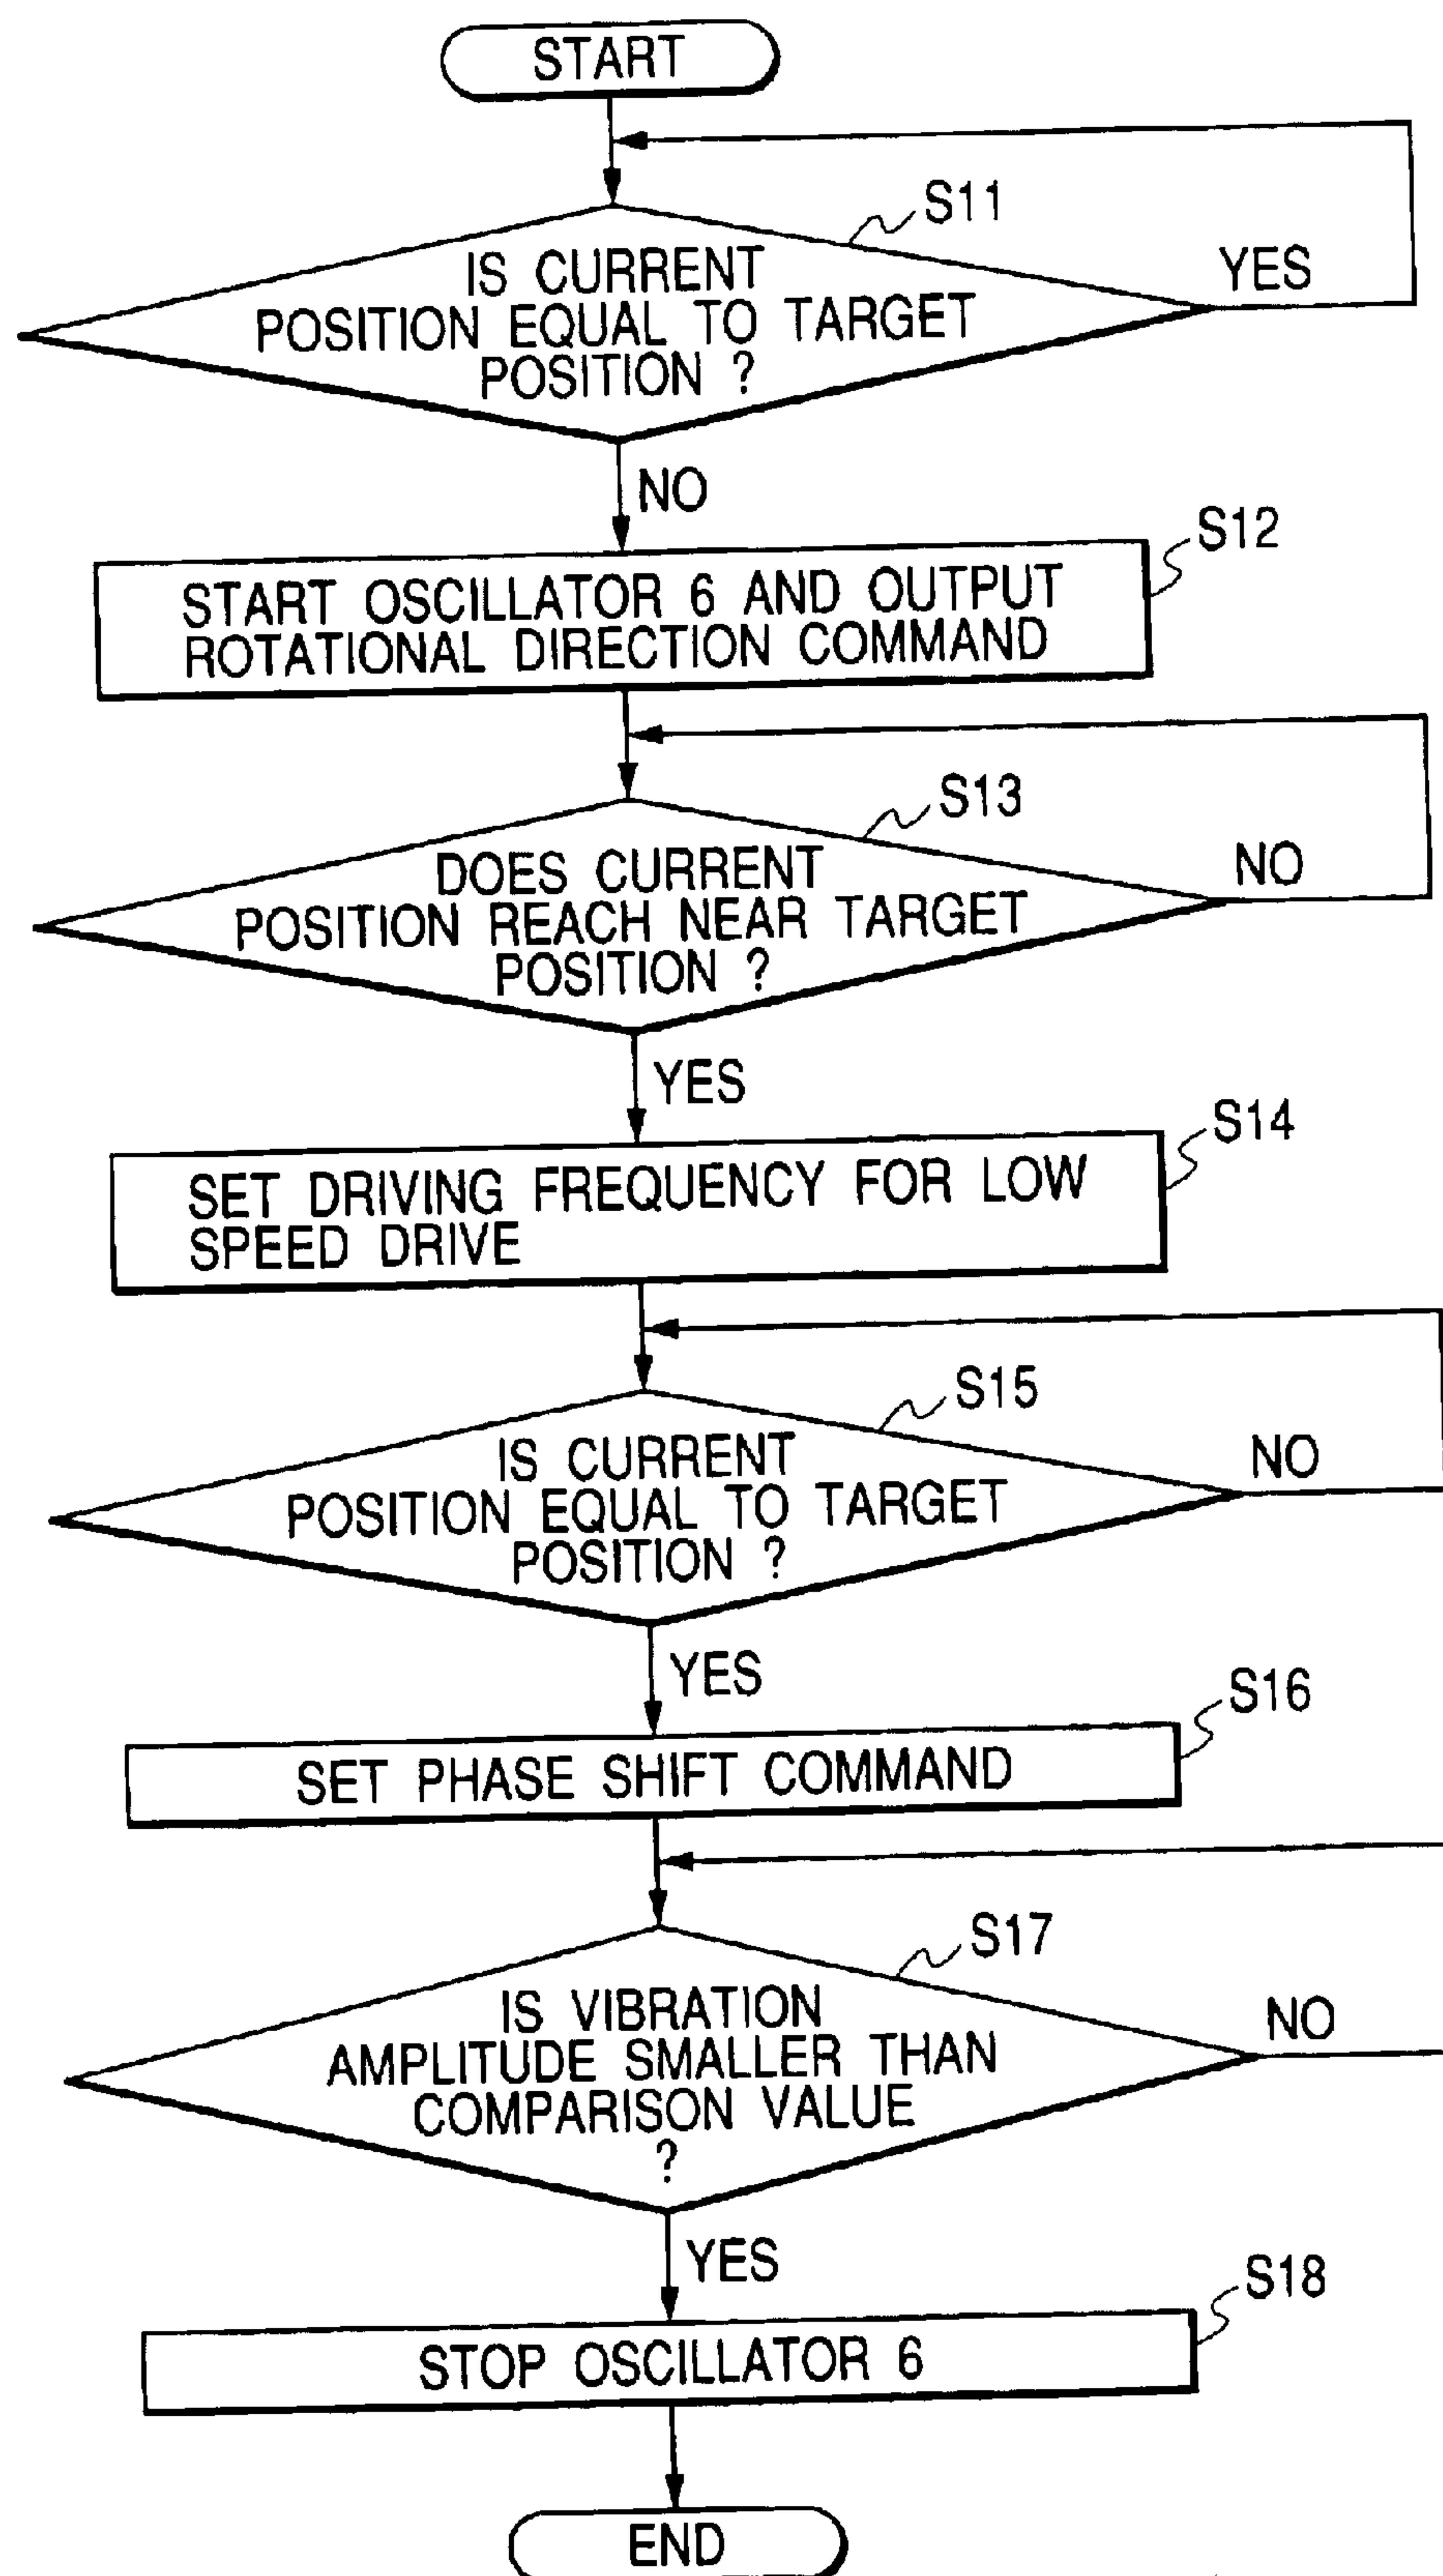 START
S11
IS CURRENT
POSITION EQUAL TO TARGET
POSITION ?
YES
NO
S12
START OSCILLATOR 6 AND OUTPUT
ROTATIONAL DIRECTION COMMAND
S13
DOES CURRENT
POSITION REACH NEAR TARGET
POSITION ?
NO
YES
S14
SET DRIVING FREQUENCY FOR LOW
SPEED DRIVE
S15
IS CURRENT
POSITION EQUAL TO TARGET
POSITION ?
NO
YES
S16
SET PHASE SHIFT COMMAND
S17
IS VIBRATION
AMPLITUDE SMALLER THAN
COMPARISON VALUE
?
NO
YES
S18
STOP OSCILLATOR 6
END